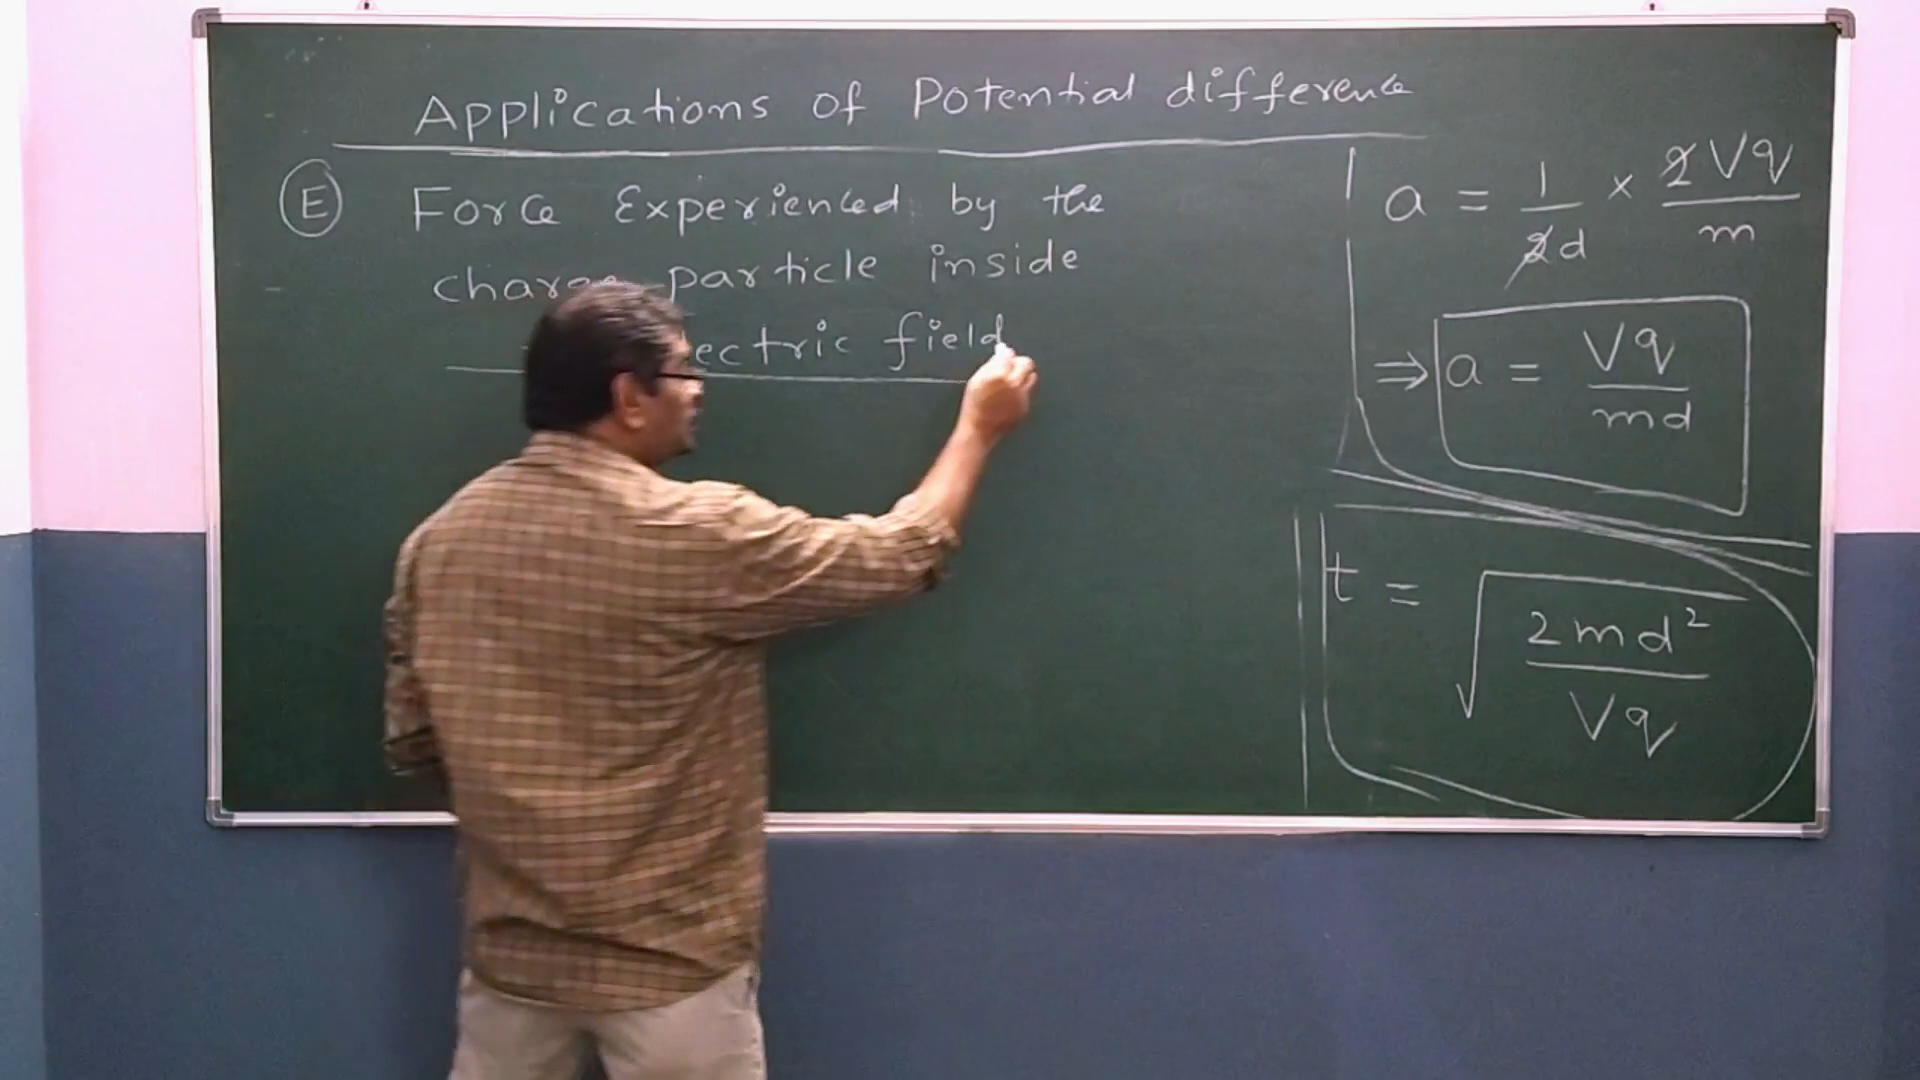 Applications of Potential difference
(E) Force Experienced by the
particle inside
field
a = 1/2d × 2Vq/m
⇒ a = Vq/md
t = √(2md²/Vq)